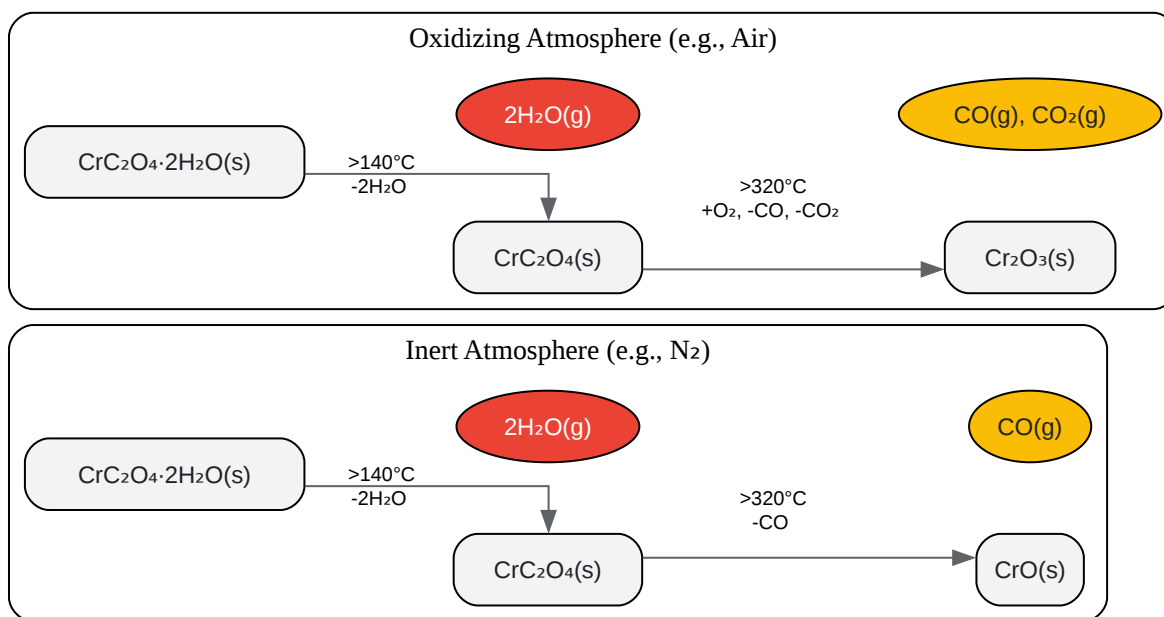 Oxidizing Atmosphere (e.g., Air)
2H₂O(g)
CO(g), CO₂(g)
CrC₂O₄·2H₂O(s)
>140°C
-2H₂O
>320°C
+O₂, -CO, -CO₂
CrC₂O₄(s)
Cr₂O₃(s)
Inert Atmosphere (e.g., N₂)
2H₂O(g)
CO(g)
CrC₂O₄·2H₂O(s)
>140°C
-2H₂O
>320°C
-CO
CrC₂O₄(s)
CrO(s)